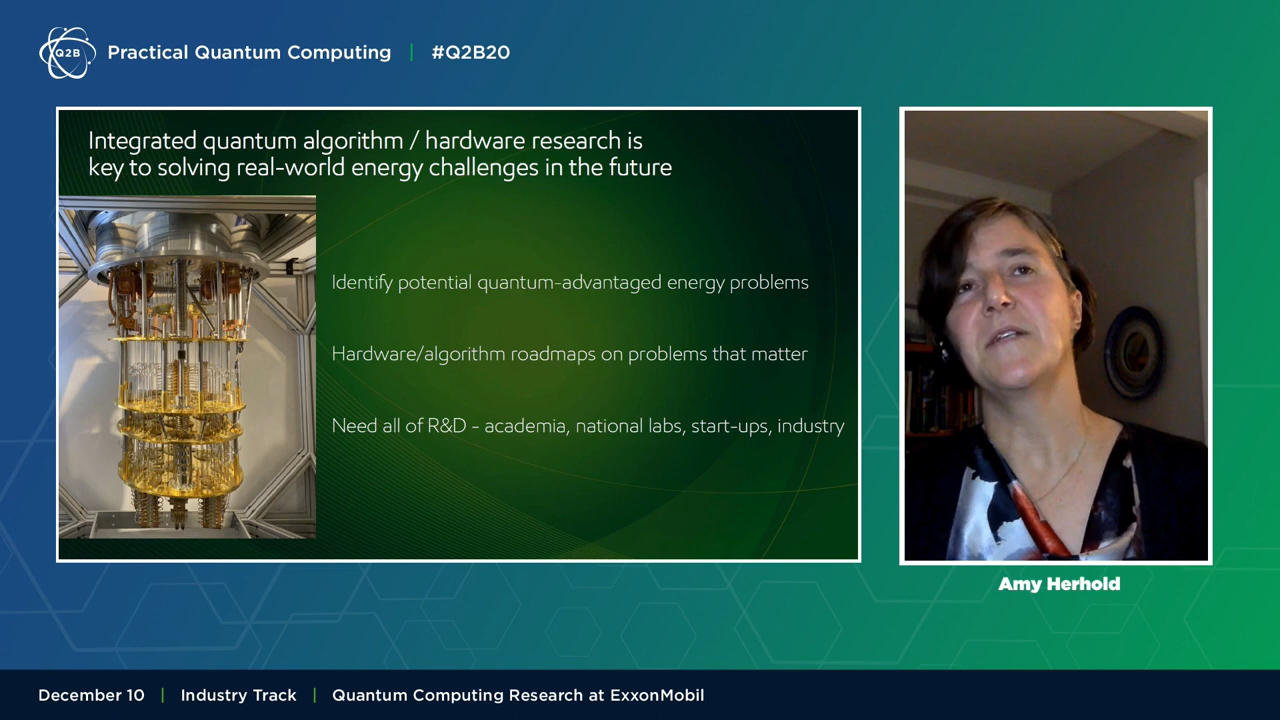 Q2B
Practical Quantum Computing | #Q2B20
Integrated quantum algorithm / hardware research is
key to solving real-world energy challenges in the future
Identify potential quantum-advantaged energy problems
Hardware/algorithm roadmaps on problems that matter
Need all of R&D - academia, national labs, start-ups, industry
Amy Herhold
December 10 | Industry Track | Quantum Computing Research at ExxonMobil